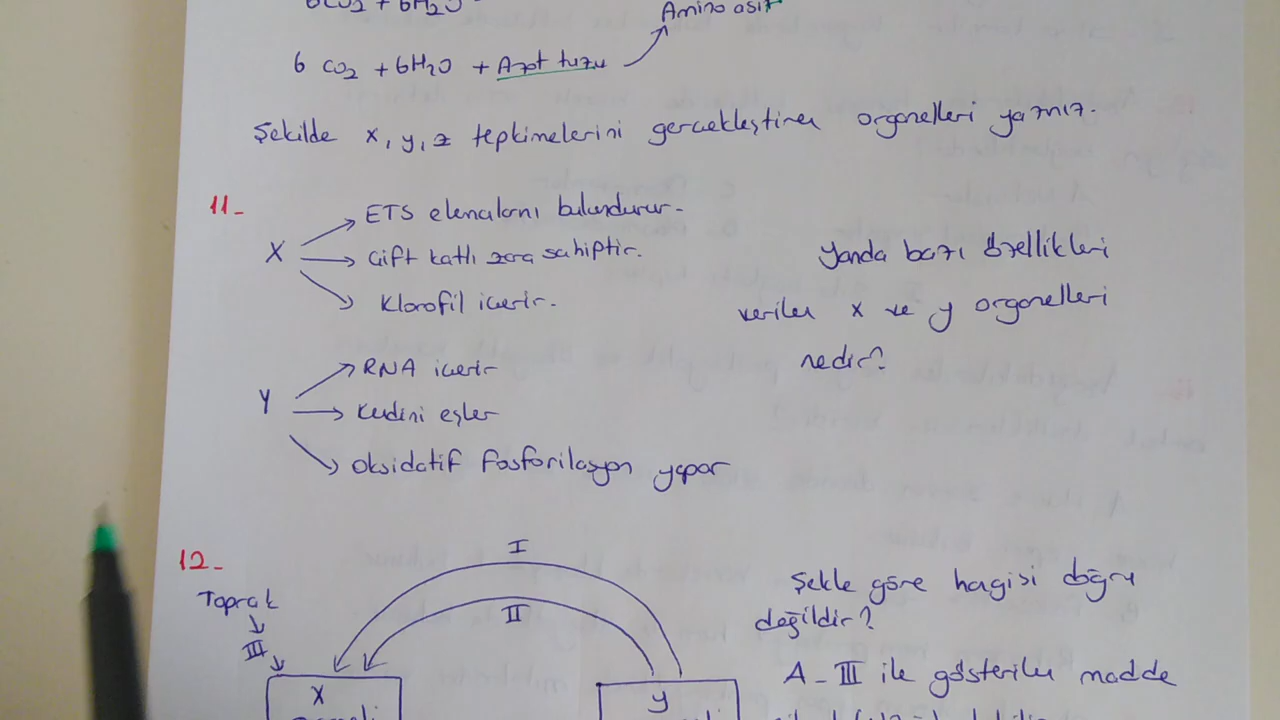 6CO2 + 6H2O
Amino asit
6 CO2 + 6H2O + Azot tuzu
Şekilde x, y, z tepkimelerini gerçekleştiren organelleri yazınız.
11-
X
ETS elemanlarını bulundurur.
Çift katlı zara sahiptir.
Klorofil içerir.
Yanda bazı özellikleri
verilen x ve y organelleri
nedir?
Y
RNA içerir
Kendini eşler
Oksidatif fosforilasyon yapar
12-
Toprak
III
I
II
X
y
Şekle göre hangisi doğru
değildir?
A - III ile gösterilen madde